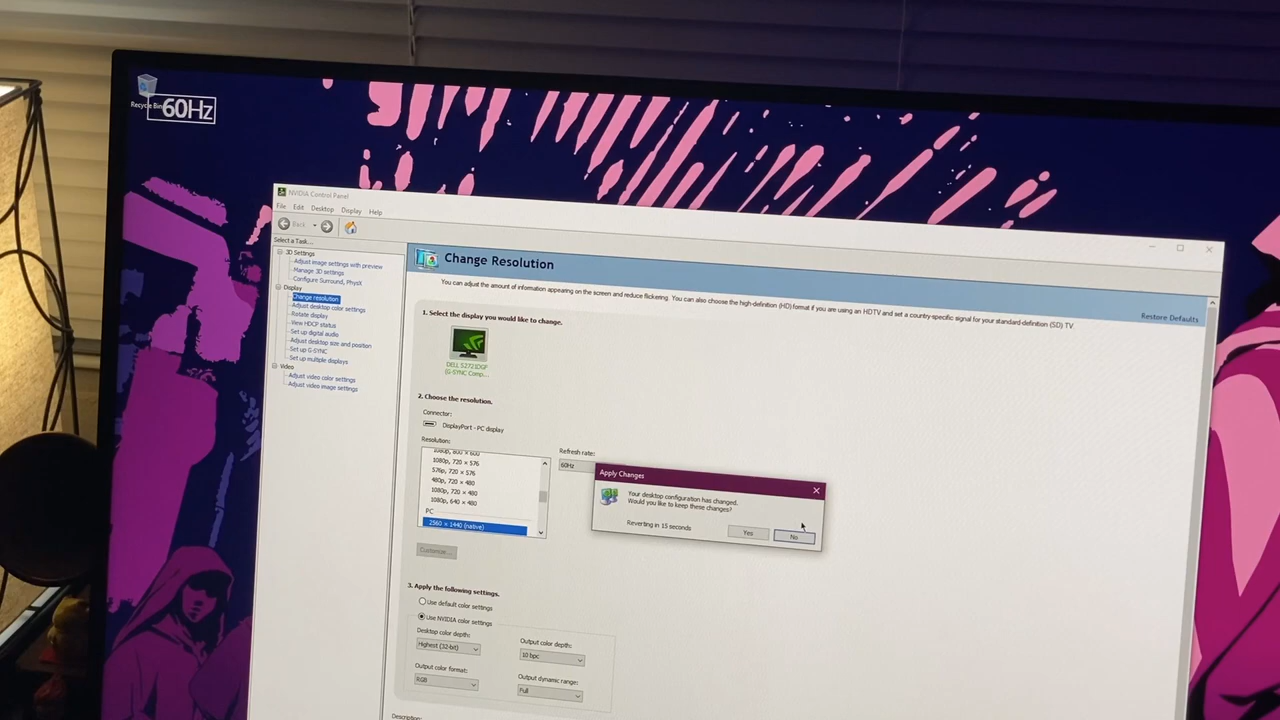 Recycle Bin
60Hz
NVIDIA Control Panel
File Edit Desktop Display Help
Back
Select a Task...
3D Settings
Adjust image settings with preview
Manage 3D settings
Configure Surround, PhysX
Display
Change resolution
Adjust desktop color settings
Rotate display
View HDCP status
Set up digital audio
Adjust desktop size and position
Set up G-SYNC
Set up multiple displays
Video
Adjust video color settings
Adjust video image settings
Change Resolution
You can adjust the amount of information appearing on the screen and reduce flickering. You can also choose the high-definition (HD) format if you are using an HDTV and set a country-specific signal for your standard-definition (SD) TV.
Restore Defaults
1. Select the display you would like to change.
DELL S2721DGF
(G-SYNC Comp...
2. Choose the resolution.
Connector:
DisplayPort - PC display
Resolution:
Refresh rate:
60Hz
1080p, 800 x 600
1080p, 720 × 576
576p, 720 × 576
480p, 720 × 480
1080p, 720 × 480
1080p, 640 × 480
PC
2560 × 1440 (native)
Customize...
Apply Changes
Your desktop configuration has changed.
Would you like to keep these changes?
Reverting in 15 seconds
Yes
No
3. Apply the following settings.
Use default color settings
Use NVIDIA color settings
Desktop color depth:
Highest (32-bit)
Output color depth:
10 bpc
Output color format:
RGB
Output dynamic range:
Full
Description: